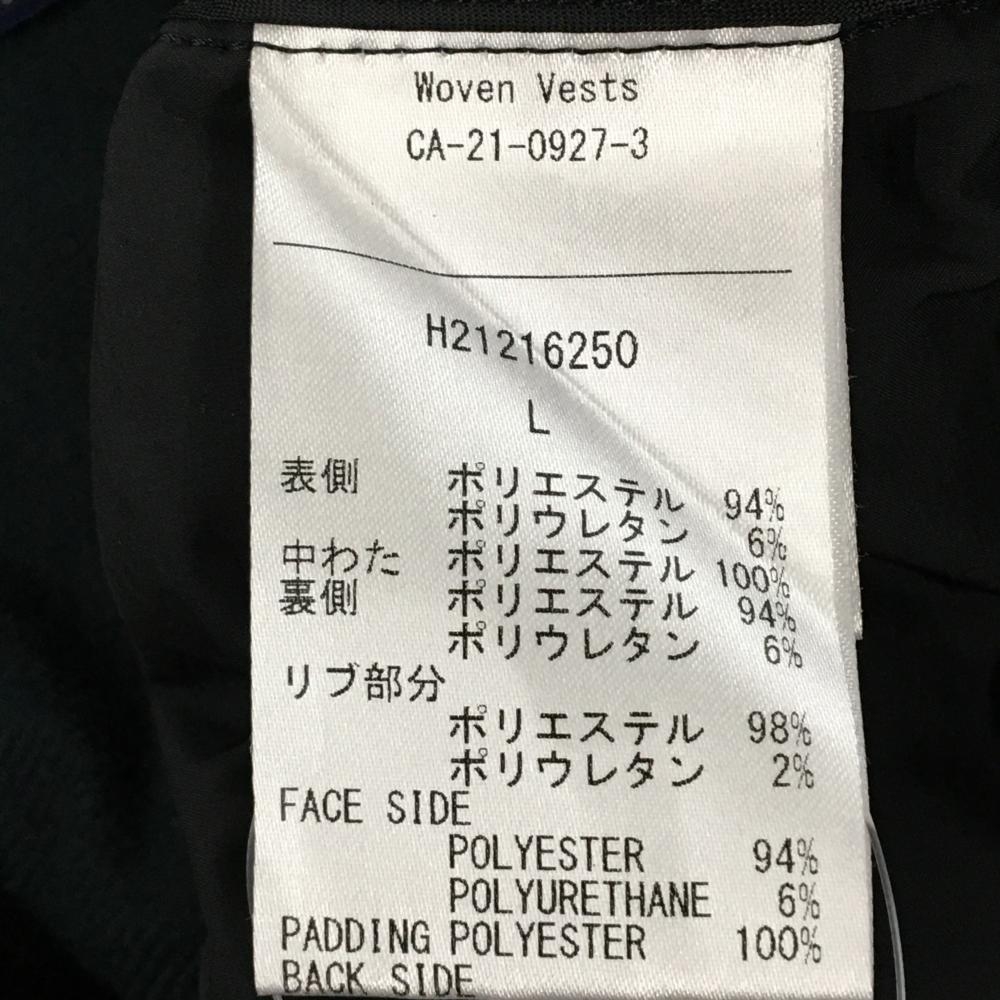 Woven Vests
CA-21-0927-3
H21216250
L
表側 ポリエステル 94%
ポリウレタン 6%
中わた ポリエステル 100%
裏側 ポリエステル 94%
ポリウレタン 6%
リブ部分
ポリエステル 98%
ポリウレタン 2%
FACE SIDE
POLYESTER 94%
POLYURETHANE 6%
PADDING POLYESTER 100%
BACK SIDE